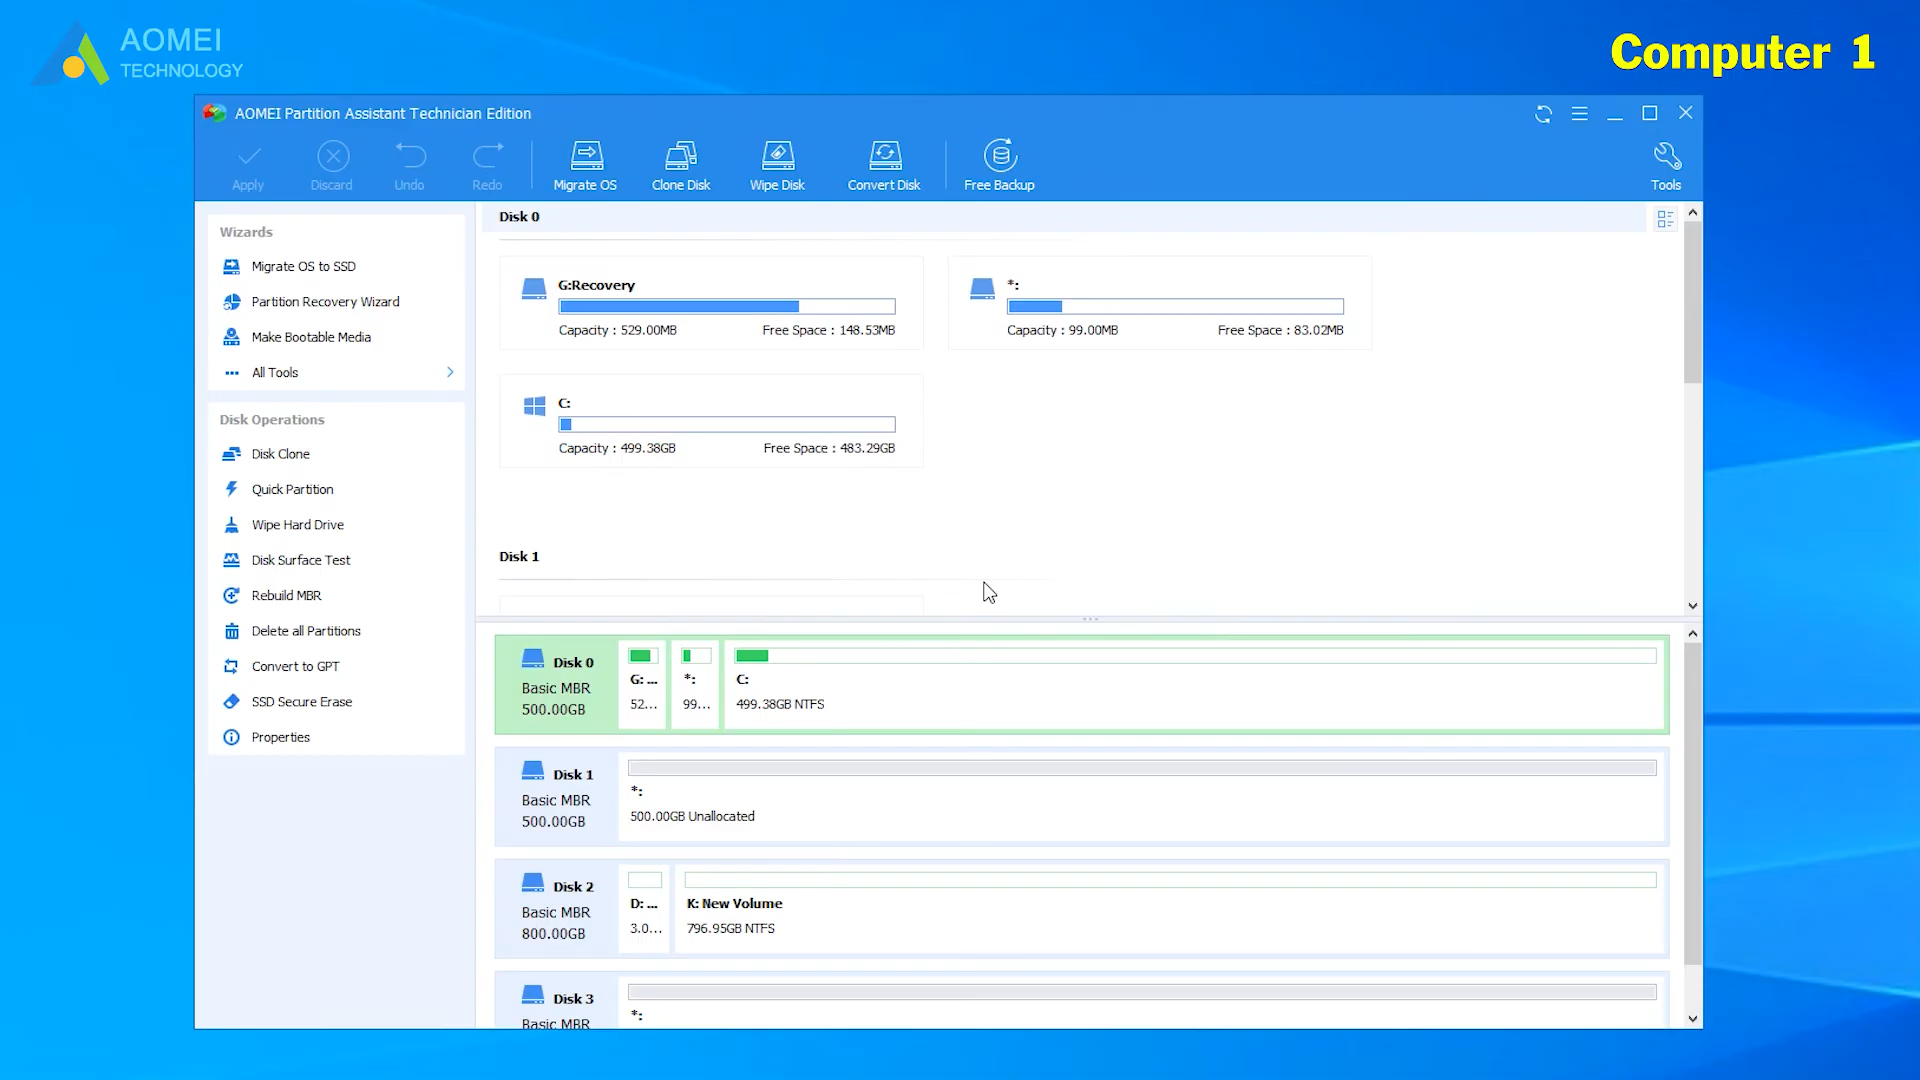 AOMEI
TECHNOLOGY
Computer 1
AOMEI Partition Assistant Technician Edition
Apply
Discard
Undo
Redo
Migrate OS
Clone Disk
Wipe Disk
Convert Disk
Free Backup
Tools
Wizards
Migrate OS to SSD
Partition Recovery Wizard
Make Bootable Media
All Tools
Disk Operations
Disk Clone
Quick Partition
Wipe Hard Drive
Disk Surface Test
Rebuild MBR
Delete all Partitions
Convert to GPT
SSD Secure Erase
Properties
Disk 0
G:Recovery
Capacity : 529.00MB Free Space : 148.53MB
*:
Capacity : 99.00MB Free Space : 83.02MB
C:
Capacity : 499.38GB Free Space : 483.29GB
Disk 1
Disk 0
Basic MBR
500.00GB
G: ...
52...
*:
99...
C:
499.38GB NTFS
Disk 1
Basic MBR
500.00GB
*:
500.00GB Unallocated
Disk 2
Basic MBR
800.00GB
D: ...
3.0...
K: New Volume
796.95GB NTFS
Disk 3
Basic MBR
*: